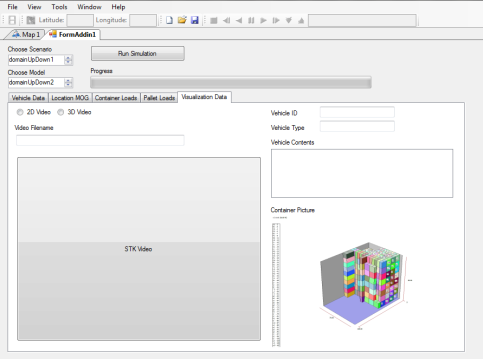 File View Tools Window Help
Latitude: Longitude:
Map 1 FormAddin1
Choose Scenario
domainUpDown1
Run Simulation
Choose Model
domainUpDown2
Progress
Vehicle Data Location MOG Container Loads Pallet Loads Visualization Data
2D Video 3D Video
Video Filename
STK Video
Vehicle ID
Vehicle Type
Vehicle Contents
Container Picture